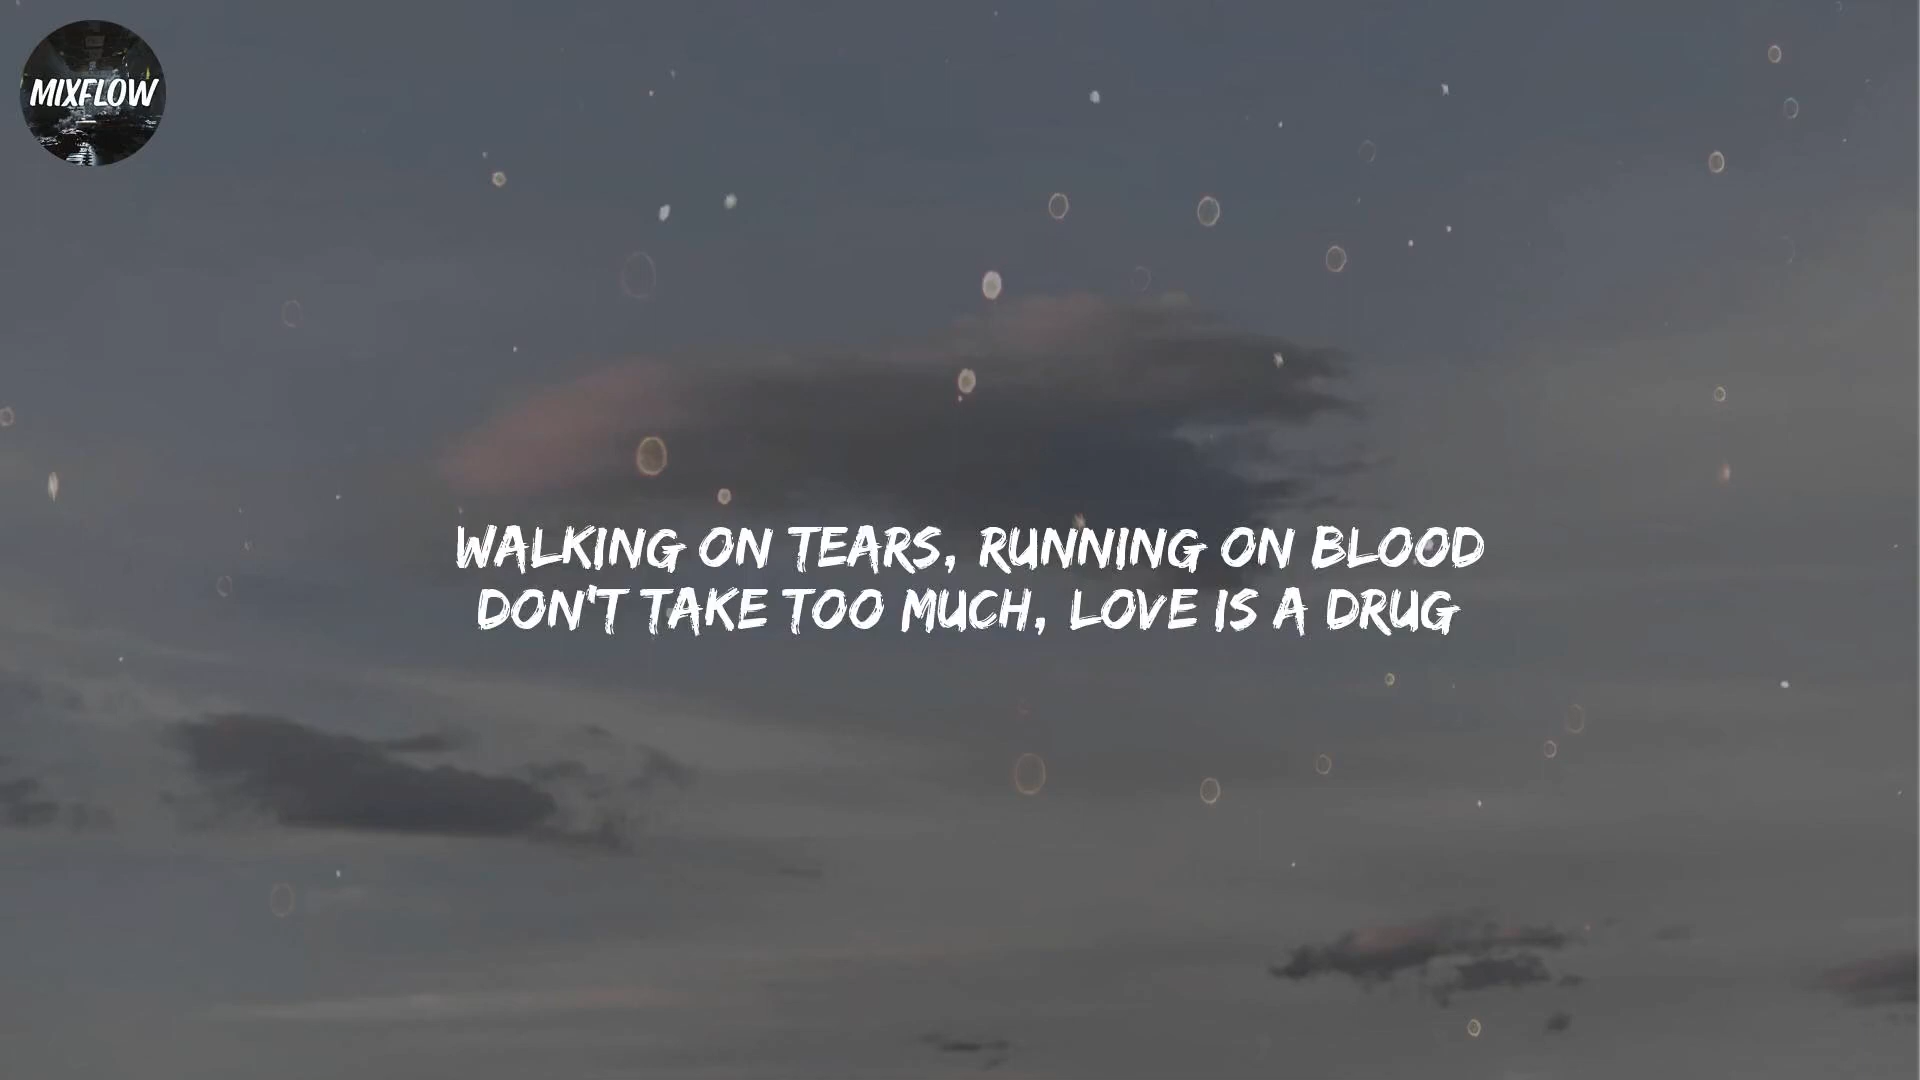 MIXFLOW
WALKING ON TEARS, RUNNING ON BLOOD
DON'T TAKE TOO MUCH, LOVE IS A DRUG